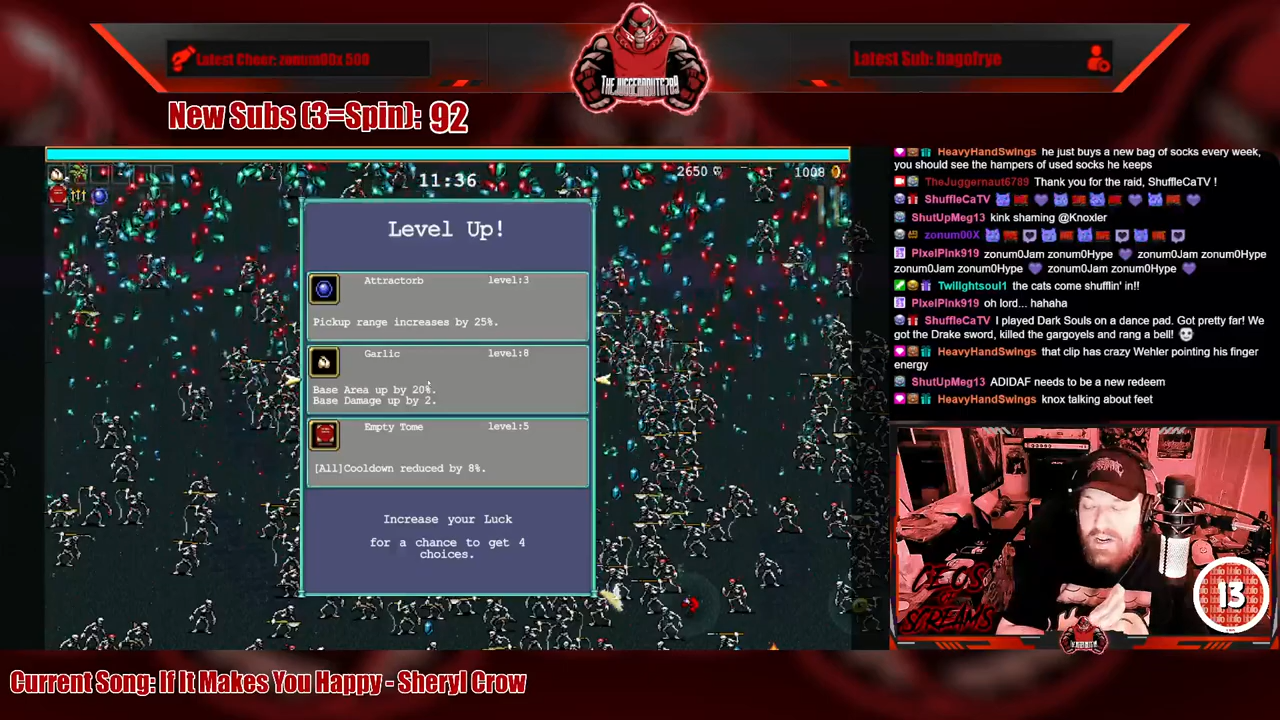 Latest Cheer: zonum00x 500
THEJUGGERNAUT6789
Latest Sub: hagofrye
New Subs (3=Spin): 92
11:36
2650
1008
Level Up!
Attractorb level:3
Pickup range increases by 25%.
Garlic level:8
Base Area up by 20%.
Base Damage up by 2.
Empty Tome level:5
[All]Cooldown reduced by 8%.
Increase your Luck
for a chance to get 4
choices.
HeavyHandSwings he just buys a new bag of socks every week,
you should see the hampers of used socks he keeps
TheJuggernaut6789 Thank you for the raid, ShuffleCaTV !
ShuffleCaTV
ShutUpMeg13 kink shaming @Knoxler
zonum00X
PIxelPink919 zonum0Jam zonum0Hype zonum0Jam zonum0Hype
zonum0Jam zonum0Hype zonum0Jam zonum0Hype
Twilightsoul1 the cats come shufflin' in!!
PIxelPink919 oh lord... hahaha
ShuffleCaTV I played Dark Souls on a dance pad. Got pretty far! We
got the Drake sword, killed the gargoyels and rang a bell!
HeavyHandSwings that clip has crazy Wehler pointing his finger
energy
ShutUpMeg13 ADIDAF needs to be a new redeem
HeavyHandSwings knox talking about feet
SCREAMS
13
Current Song: If It Makes You Happy - Sheryl Crow